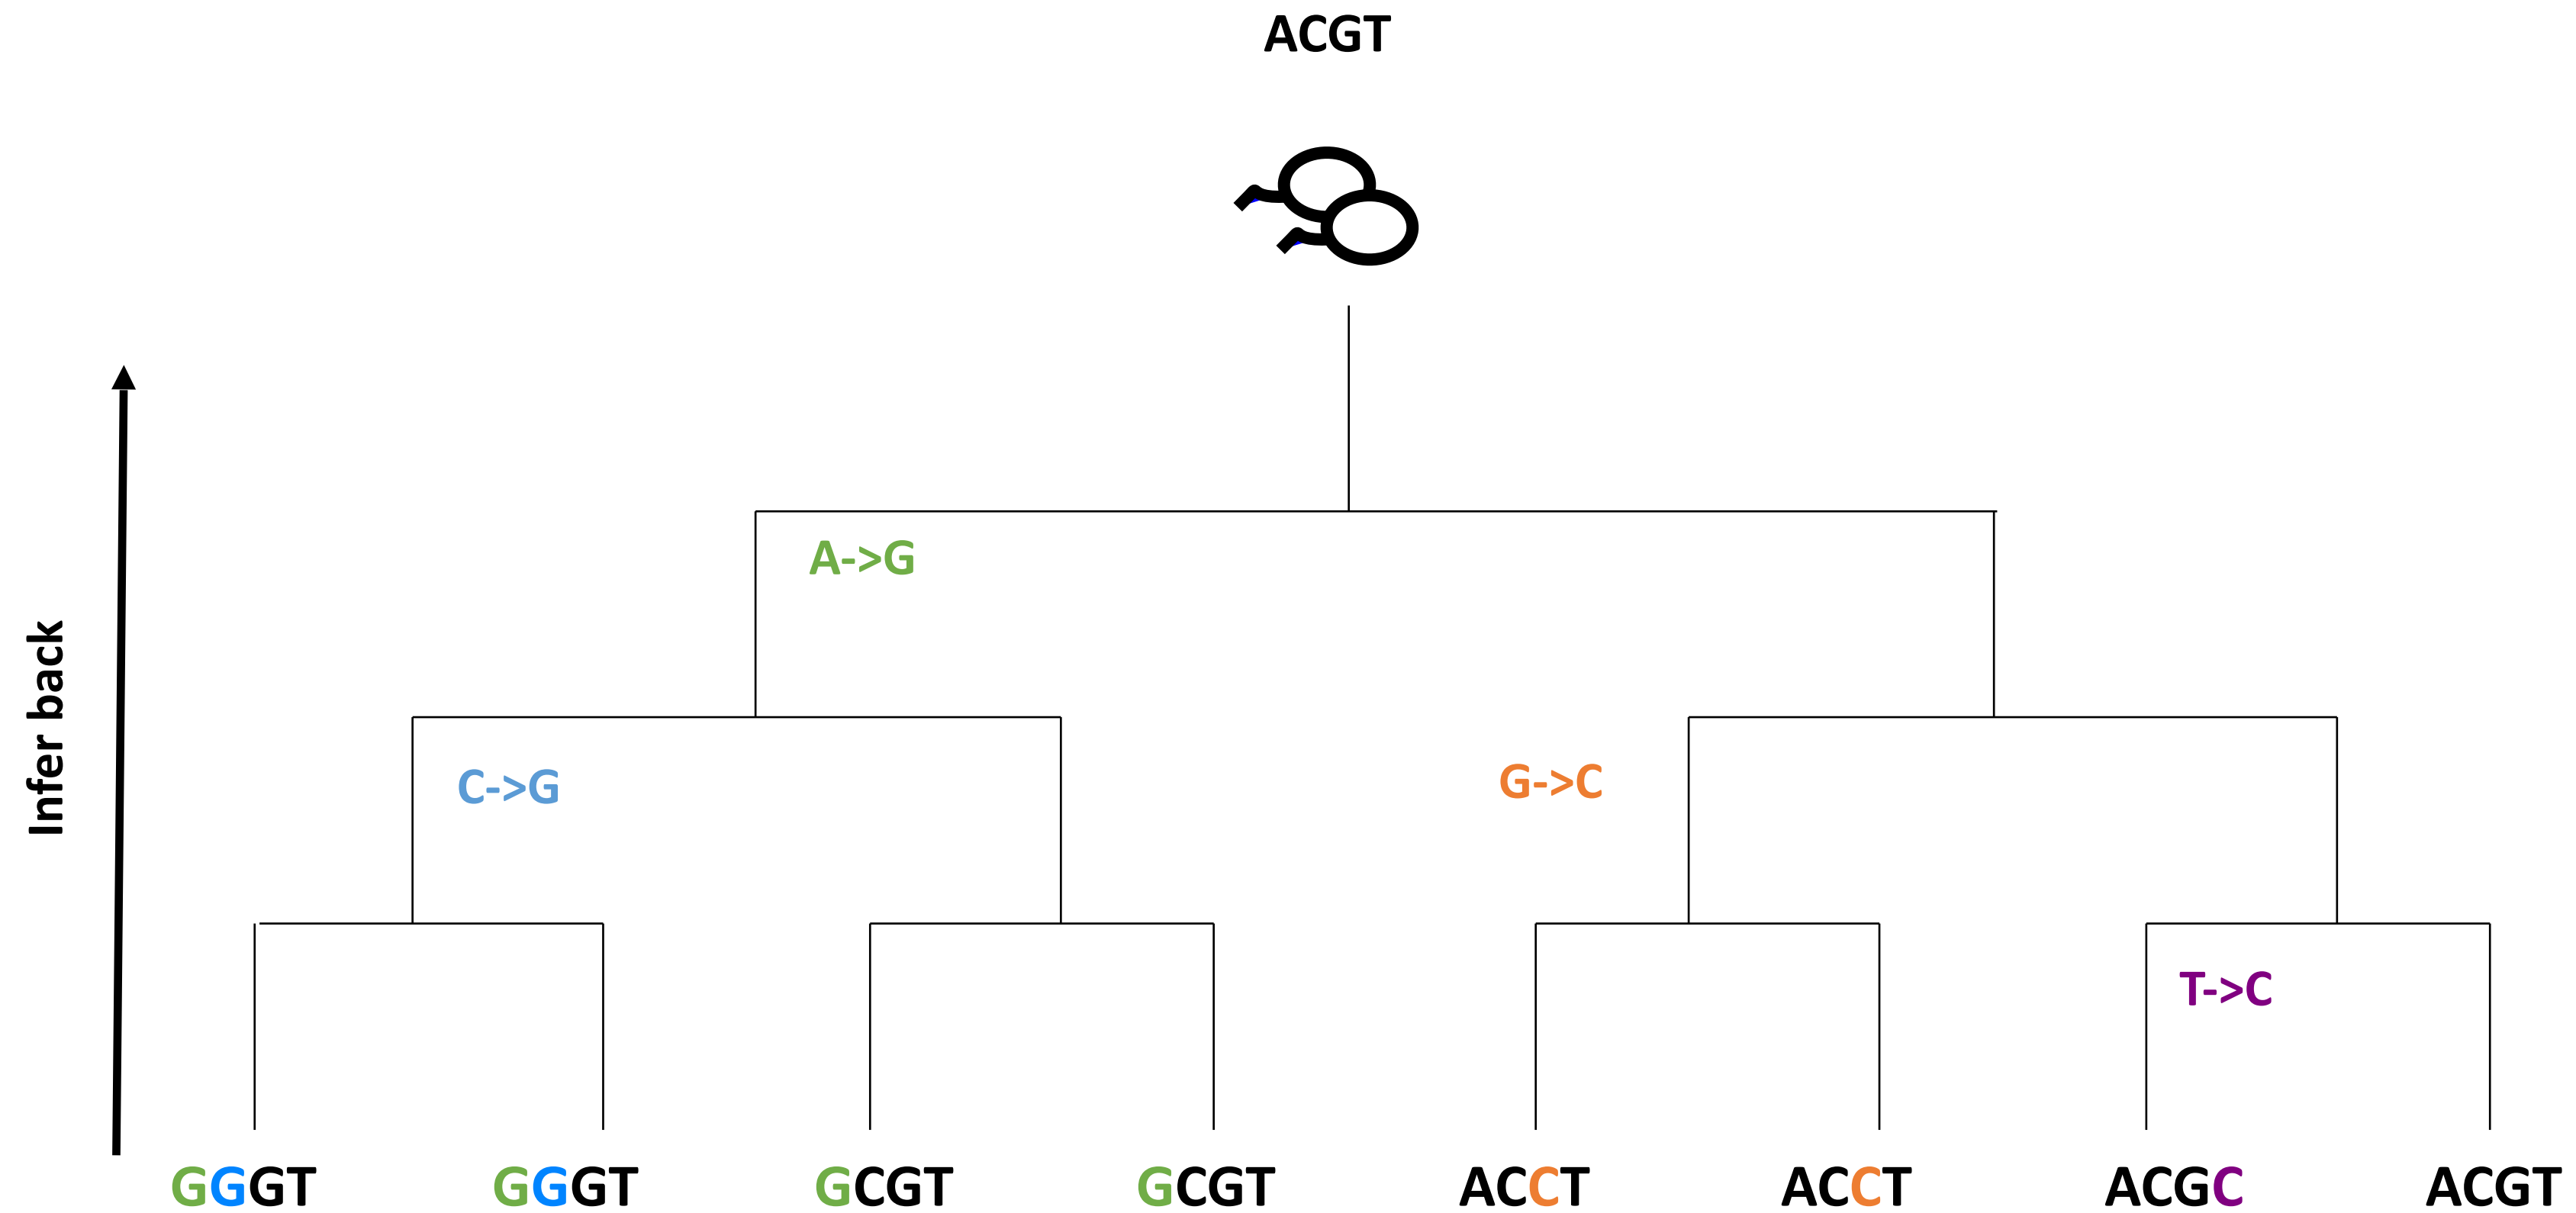 ACGT
A->G
Infer back
C->G
G->C
T->C
GGGT GGGT GCGT GCGT ACCT ACCT ACGC ACGT